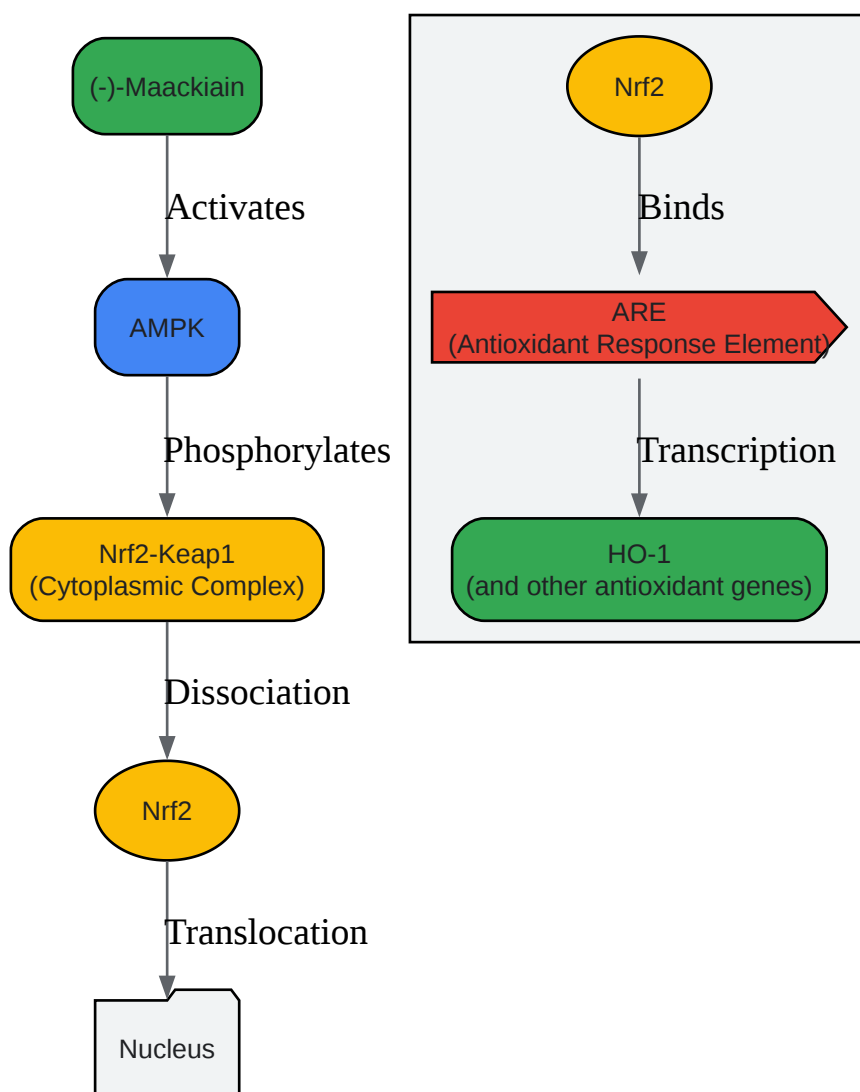 (-)-Maackiain
Activates
AMPK
Phosphorylates
Nrf2-Keap1
(Cytoplasmic Complex)
Dissociation
Nrf2
Translocation
Nucleus
Nrf2
Binds
ARE
(Antioxidant Response Element)
Transcription
HO-1
(and other antioxidant genes)